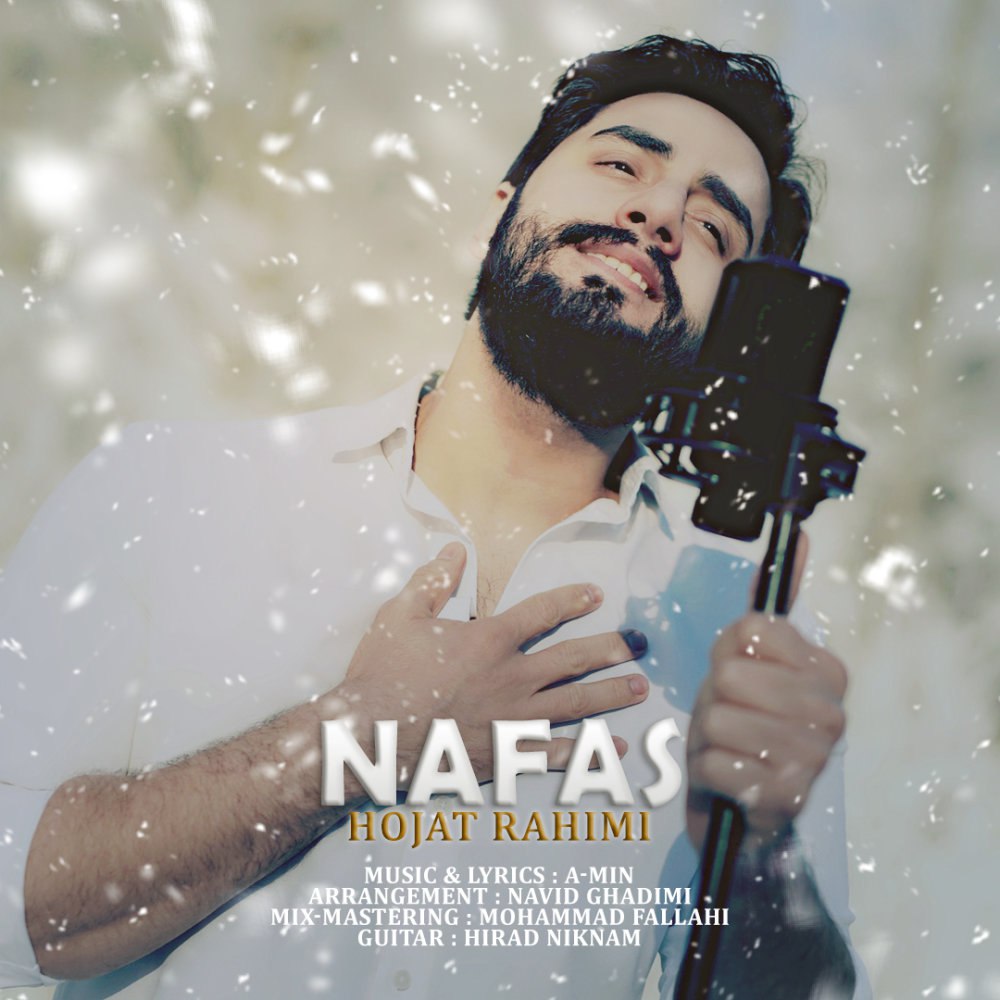 NAFAS
HOJAT RAHIMI
MUSIC & LYRICS : A-MIN
ARRANGEMENT : NAVID GHADIMI
MIX-MASTERING : MOHAMMAD FALLAHI
GUITAR : HIRAD NIKNAM